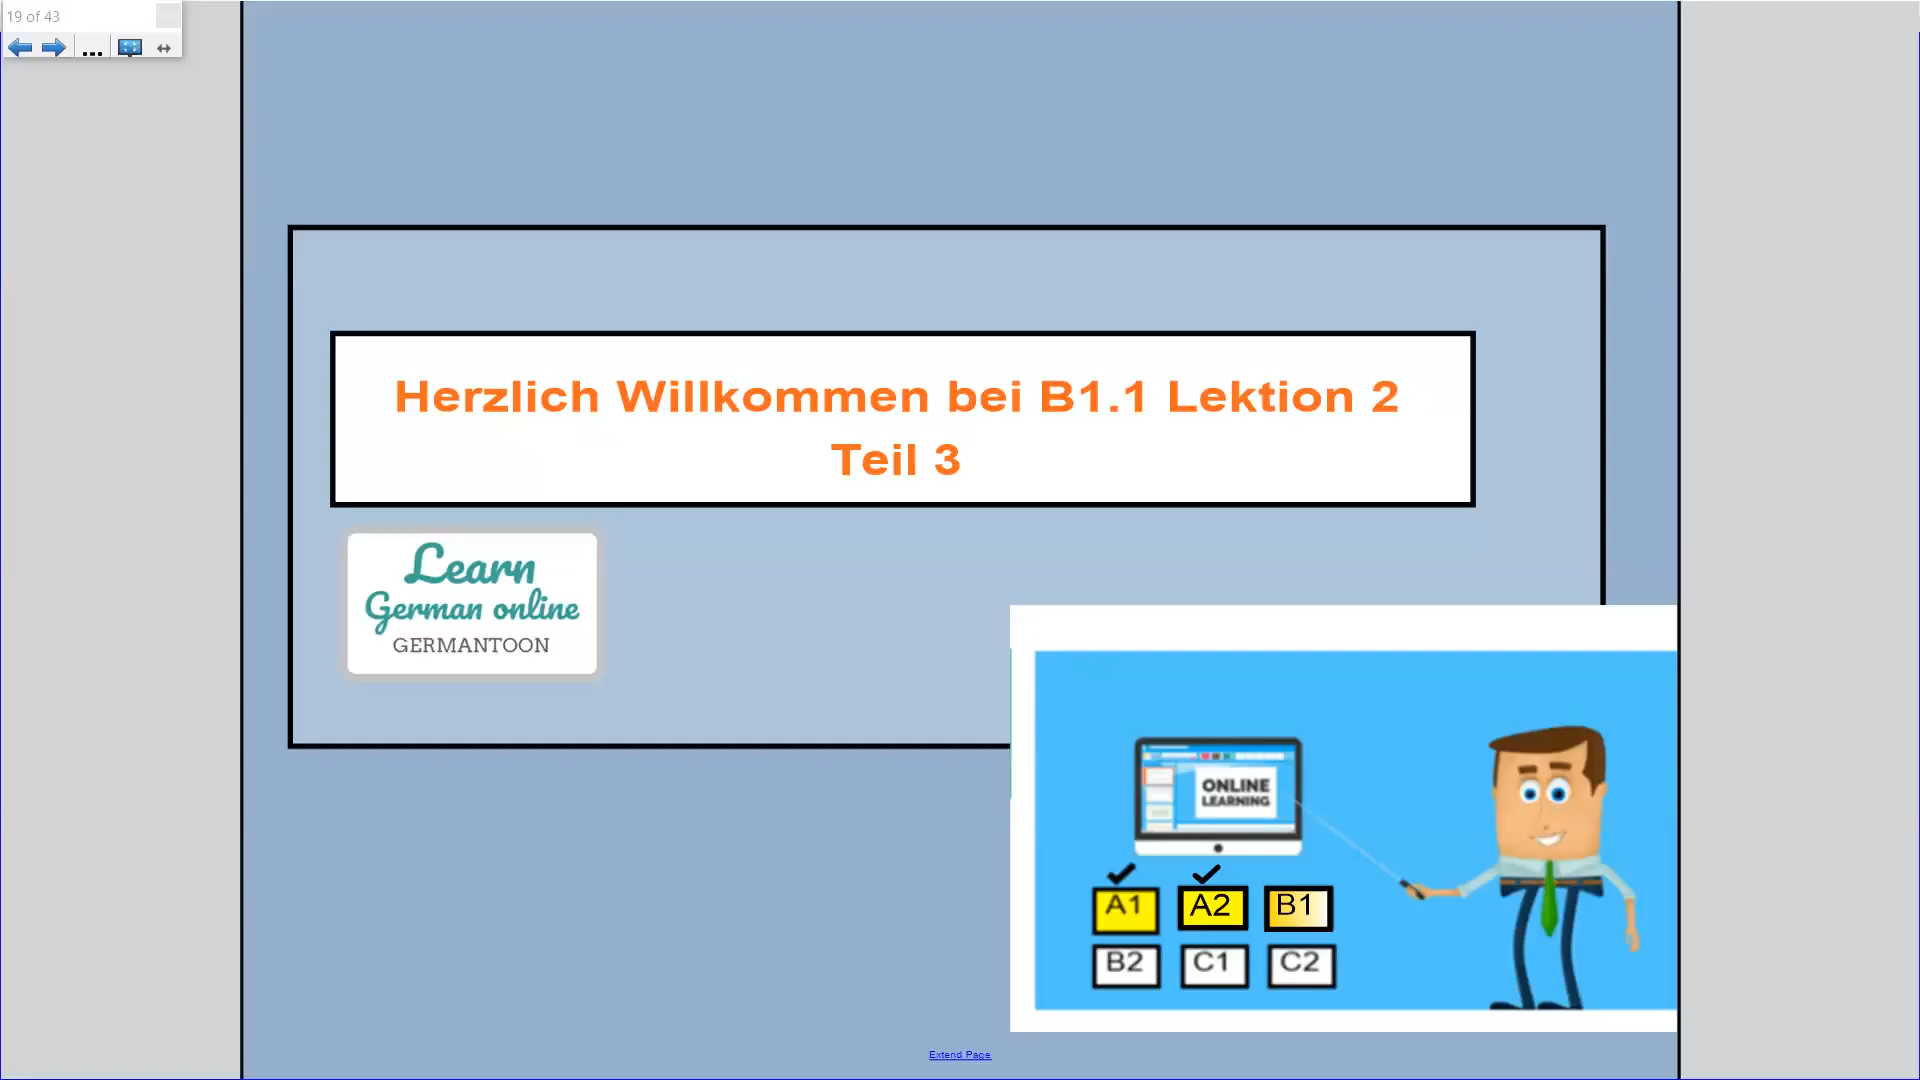 19 of 43
Herzlich Willkommen bei B1.1 Lektion 2
Teil 3
Learn
German online
GERMANTOON
ONLINE
LEARNING
A1 A2 B1
B2 C1 C2
Extend Page